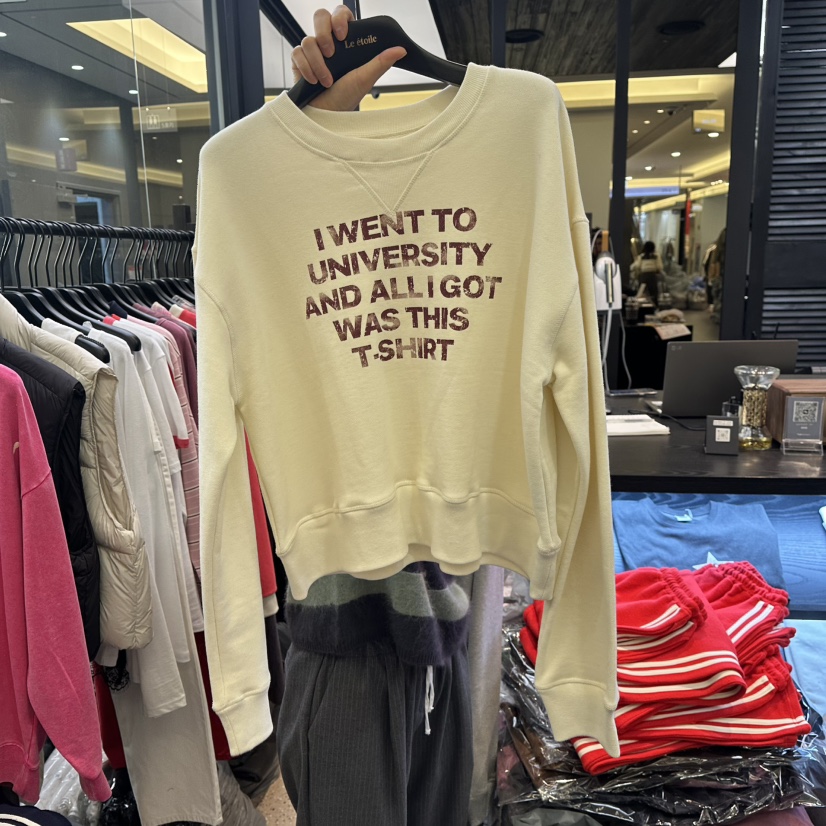 Le étoile
I WENT TO
UNIVERSITY
AND ALL I GOT
WAS THIS
T-SHIRT